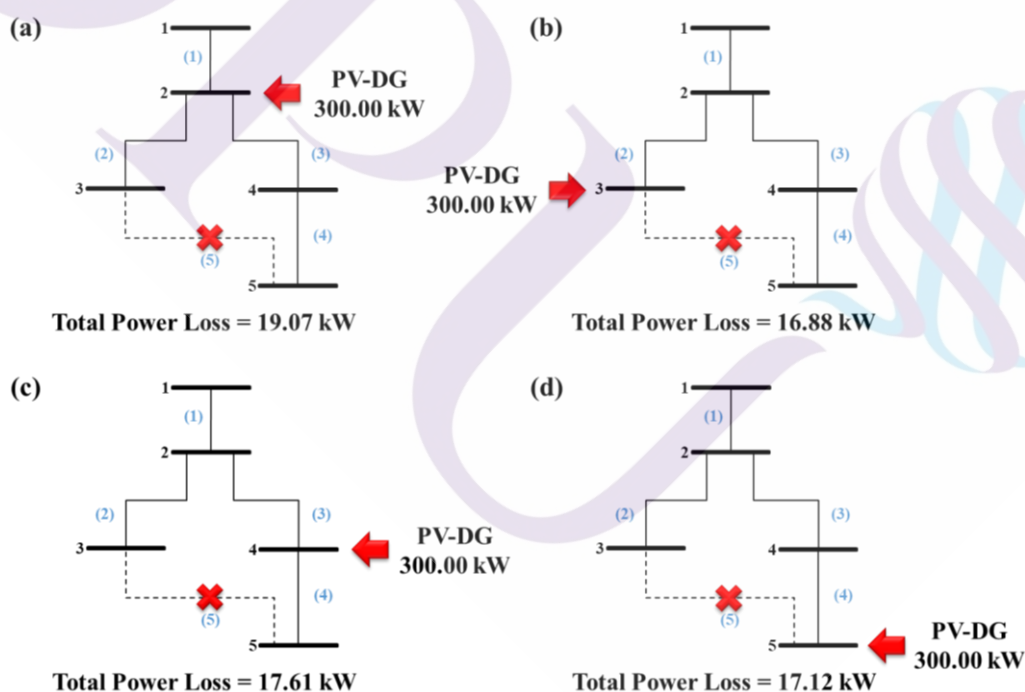 (a)
1
(1)
2
PV-DG
300.00 kW
(2)
(3)
3
4
(4)
(5)
5
Total Power Loss = 19.07 kW
(b)
1
(1)
2
(2)
(3)
PV-DG
300.00 kW
3
4
(4)
(5)
5
Total Power Loss = 16.88 kW
(c)
1
(1)
2
(2)
(3)
3
4
PV-DG
300.00 kW
(4)
(5)
5
Total Power Loss = 17.61 kW
(d)
1
(1)
2
(2)
(3)
3
4
(4)
(5)
5
PV-DG
300.00 kW
Total Power Loss = 17.12 kW